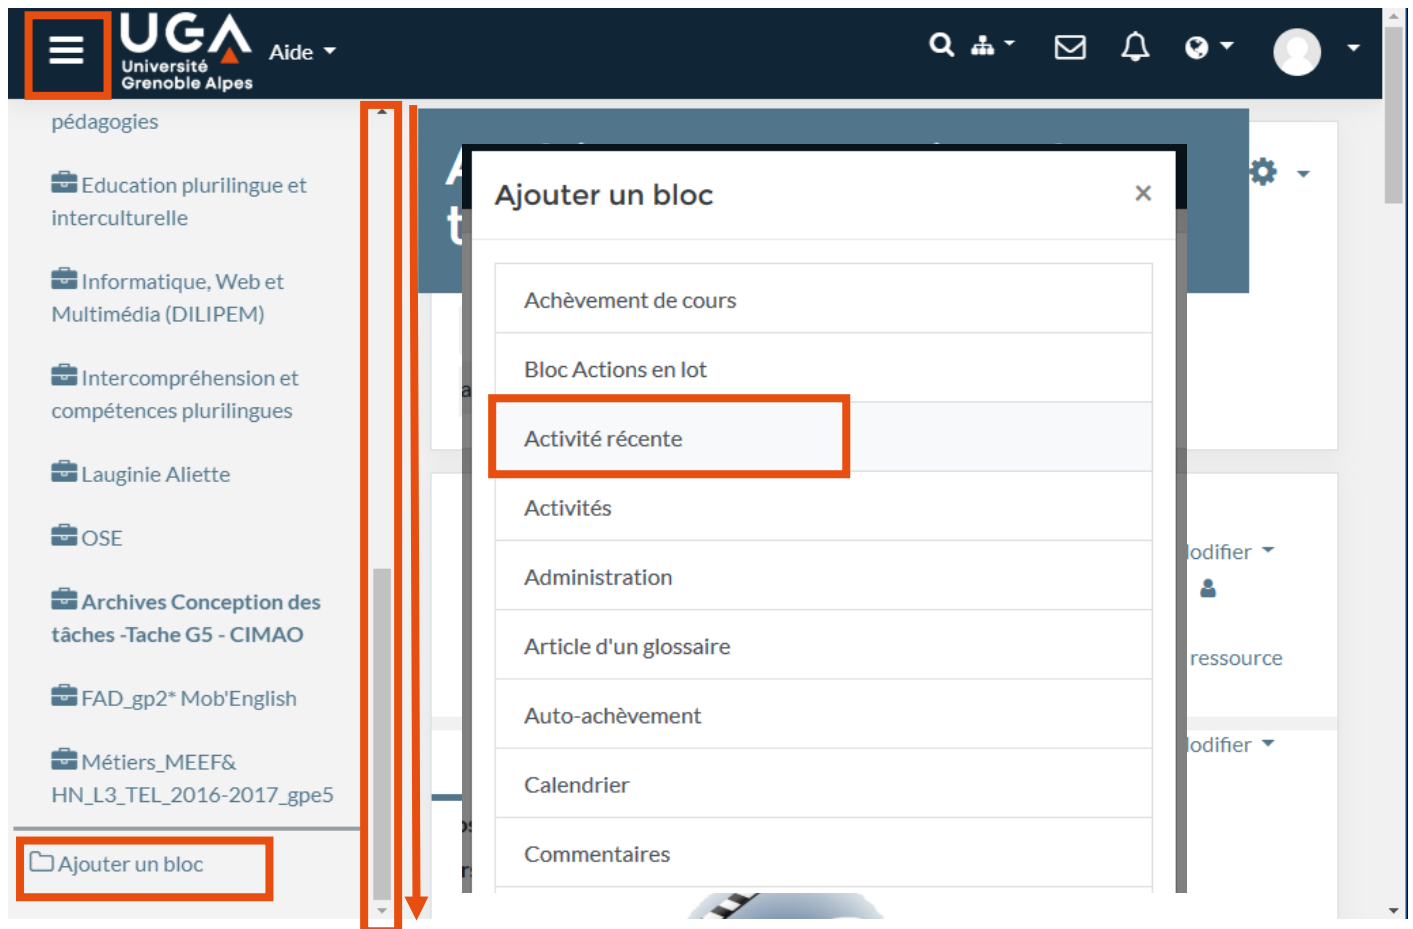 UGA
Université
Grenoble Alpes
Aide
pédagogies
Education plurilingue et
interculturelle
Informatique, Web et
Multimédia (DILIPEM)
Intercompréhension et
compétences plurilingues
Lauginie Aliette
OSE
Archives Conception des
tâches -Tache G5 - CIMAO
FAD_gp2* Mob'English
Métiers_MEEF&
HN_L3_TEL_2016-2017_gpe5
Ajouter un bloc
Ajouter un bloc
×
Achèvement de cours
Bloc Actions en lot
Activité récente
Activités
Administration
Article d'un glossaire
Auto-achèvement
Calendrier
Commentaires
odifier
ressource
odifier